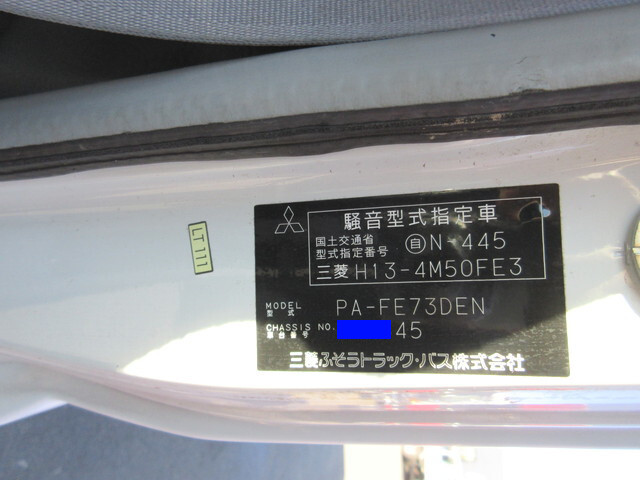 LT111
騒音型式指定車
国土交通省
型式指定番号
自N-445
三菱 H13-4M50FE3
MODEL
型式
PA-FE73DEN
CHASSIS NO.
車台番号
45
三菱ふそうトラック・バス株式会社